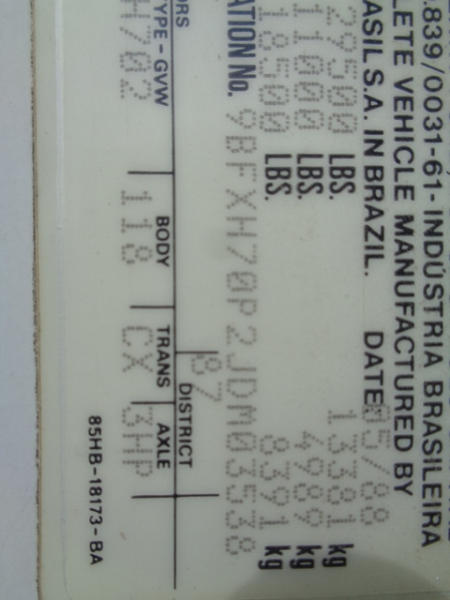 .839/0031-61-INDÚSTRIA BRASILEIRA
LETE VEHICLE MANUFACTURED BY
ASIL S.A. IN BRAZIL. DATE: 05/88
29500 LBS. 13381 kg
11000 LBS. 4989 kg
18500 LBS. 8391 kg
ATION No. 9BFXH70P2JDM03538
87
DISTRICT
ORS
TYPE-GVW BODY TRANS AXLE
H702 118 CX 3HP
85HB-18173-BA